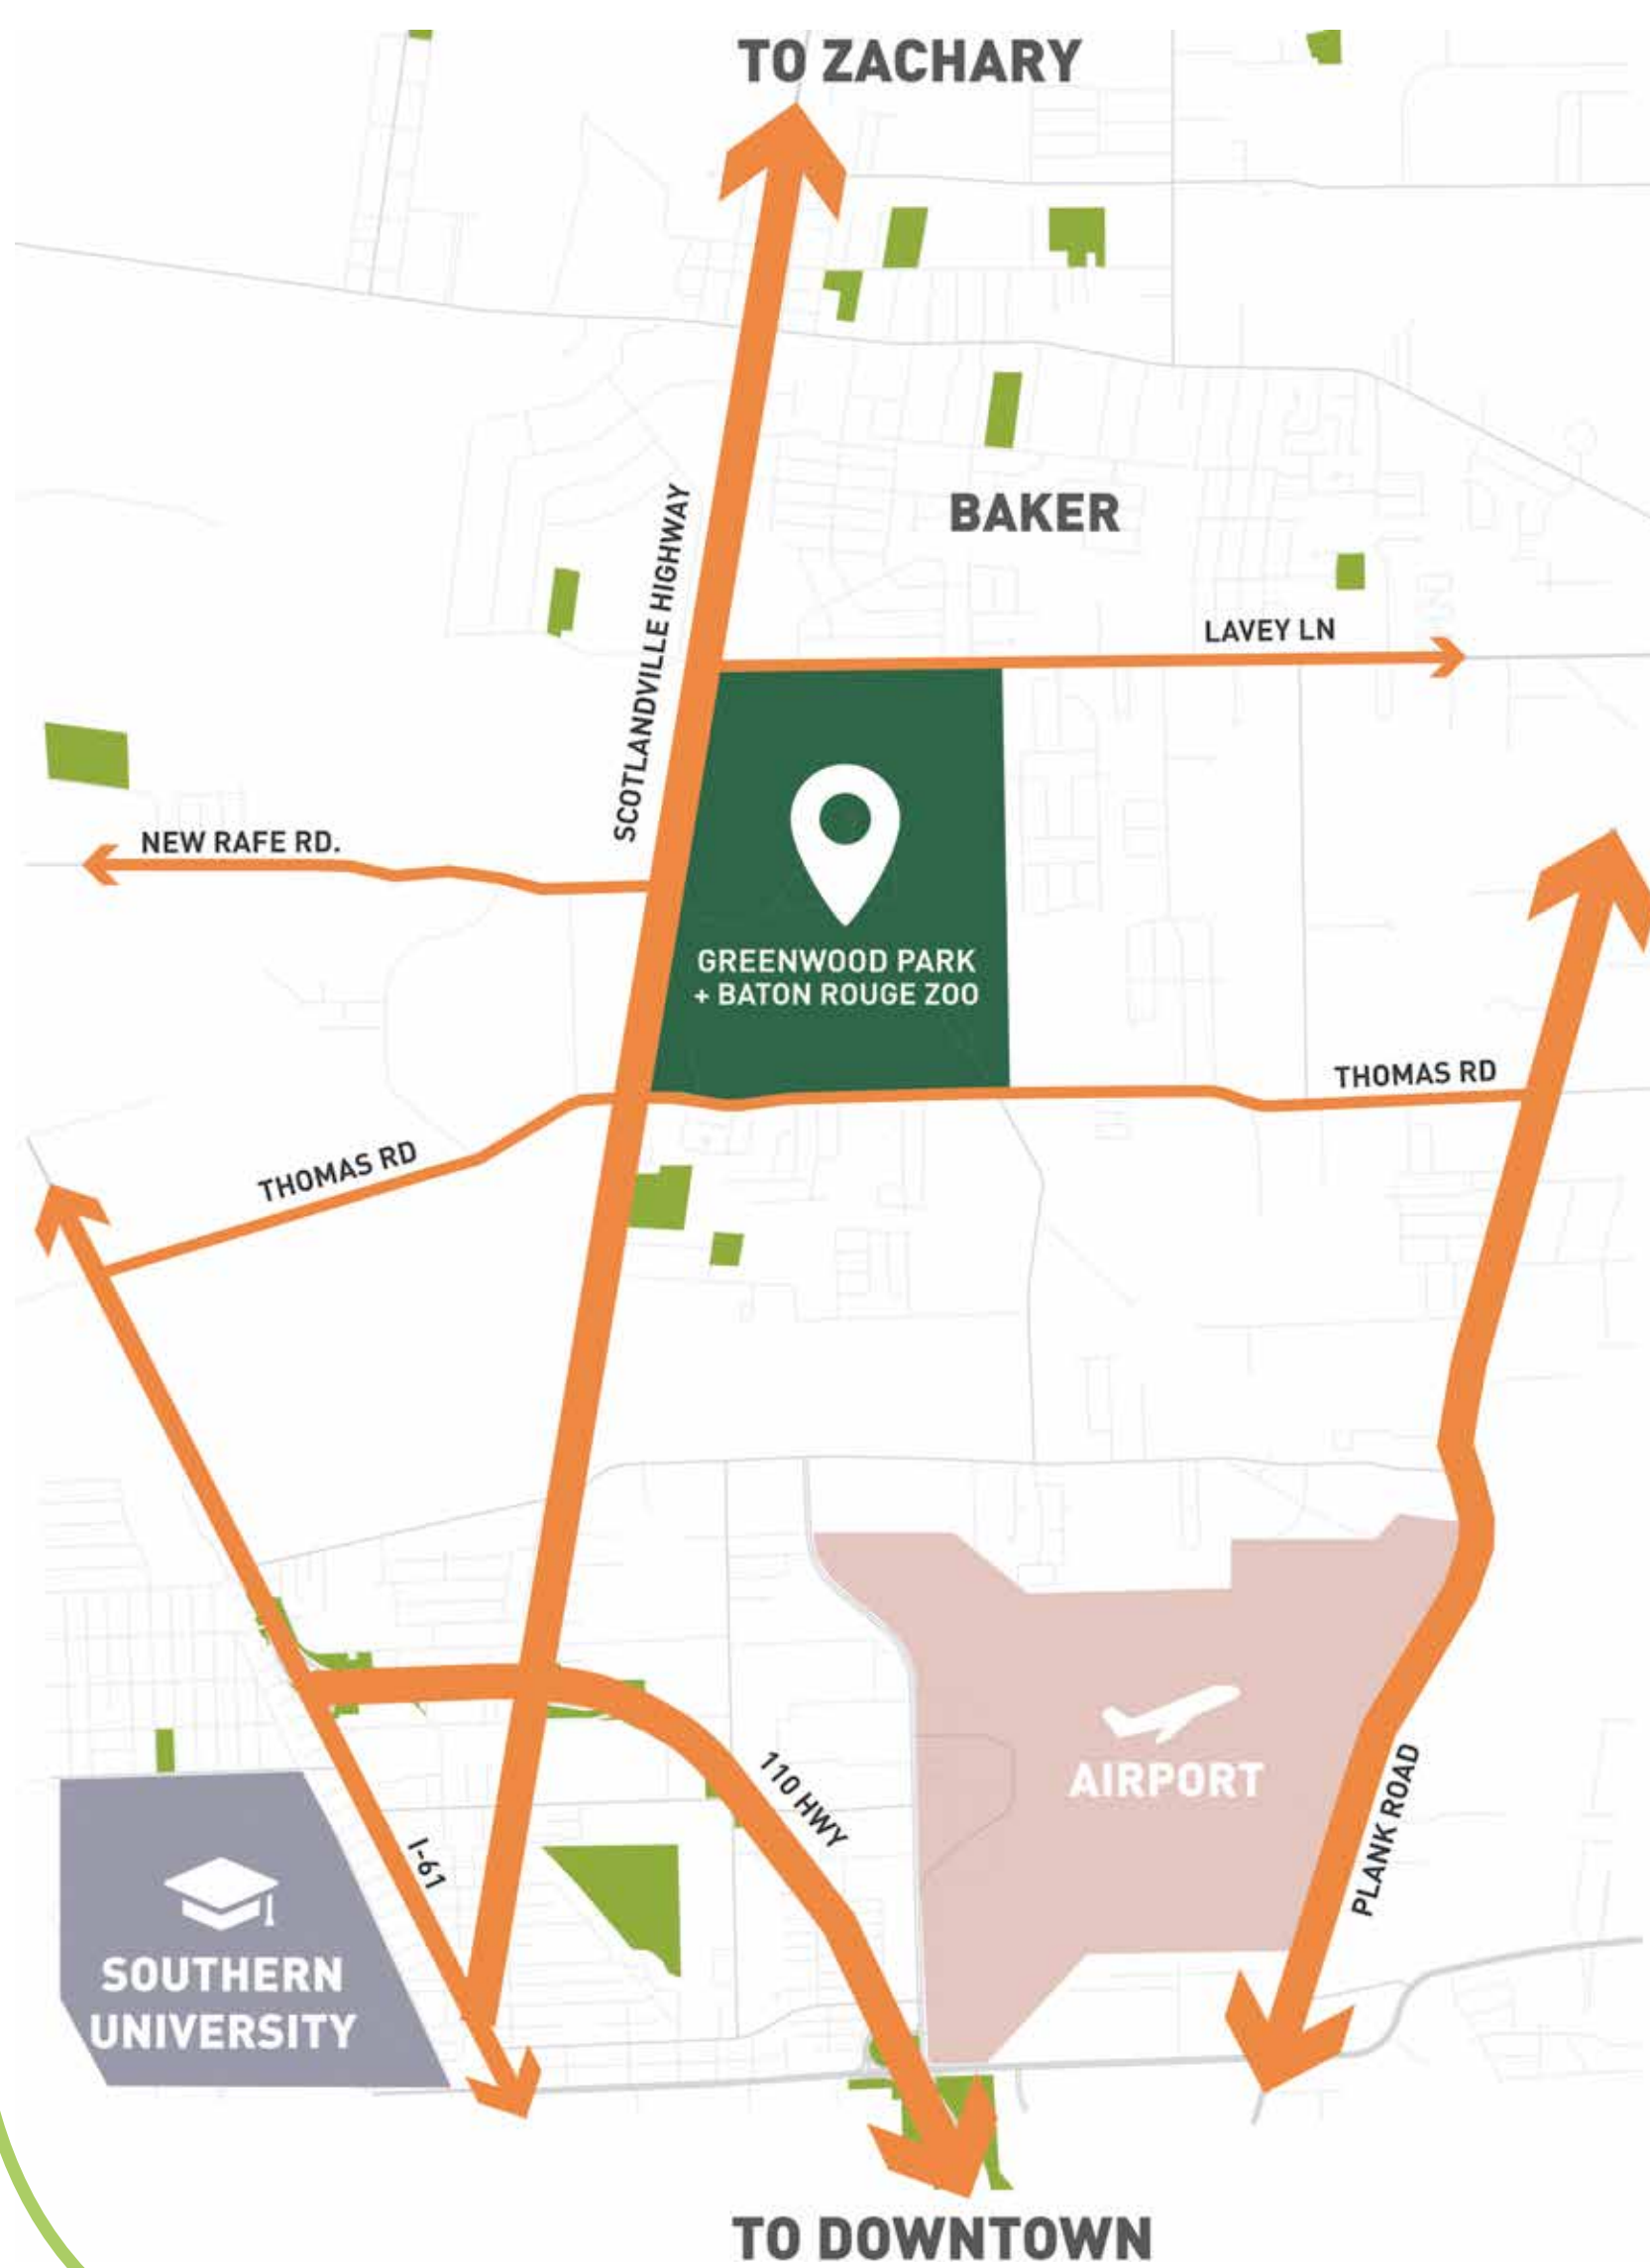 TO ZACHARY
BAKER
SCOTLANDVILLE HIGHWAY
LAVEY LN
NEW RAFE RD.
GREENWOOD PARK
+ BATON ROUGE ZOO
THOMAS RD
THOMAS RD
110 HWY
AIRPORT
PLANK ROAD
I-61
SOUTHERN
UNIVERSITY
TO DOWNTOWN